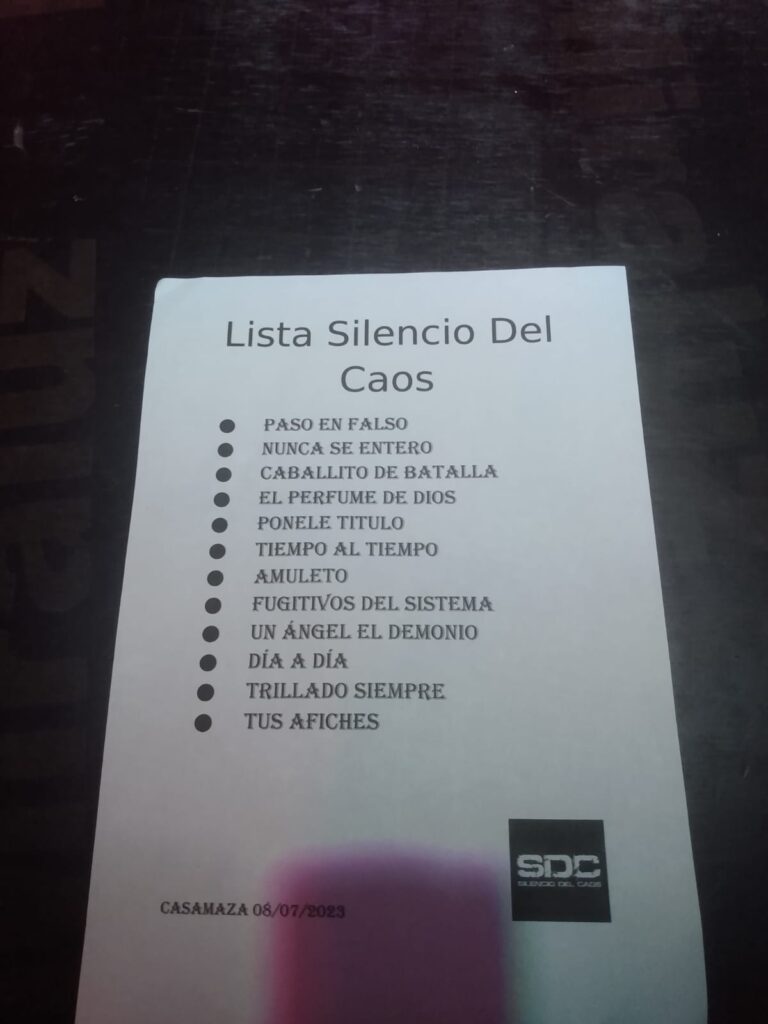 Lista Silencio Del
Caos
● PASO EN FALSO
● NUNCA SE ENTERO
● CABALLITO DE BATALLA
● EL PERFUME DE DIOS
● PONELE TITULO
● TIEMPO AL TIEMPO
● AMULETO
● FUGITIVOS DEL SISTEMA
● UN ÁNGEL EL DEMONIO
● DÍA A DÍA
● TRILLADO SIEMPRE
● TUS AFICHES
SDC
SILENCIO DEL CAOS
CASAMAZA 08/07/2023